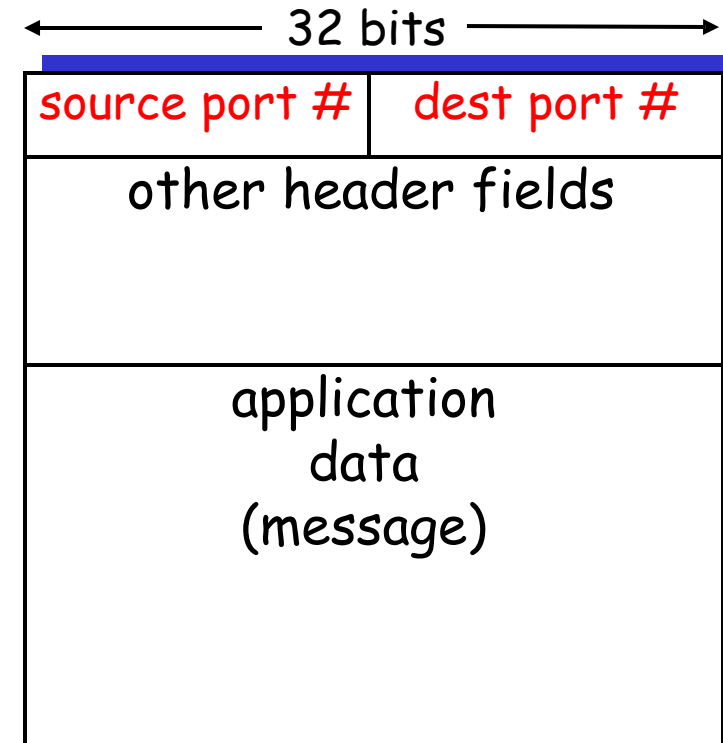 32 bits
source port # dest port #
other header fields
application
data
(message)